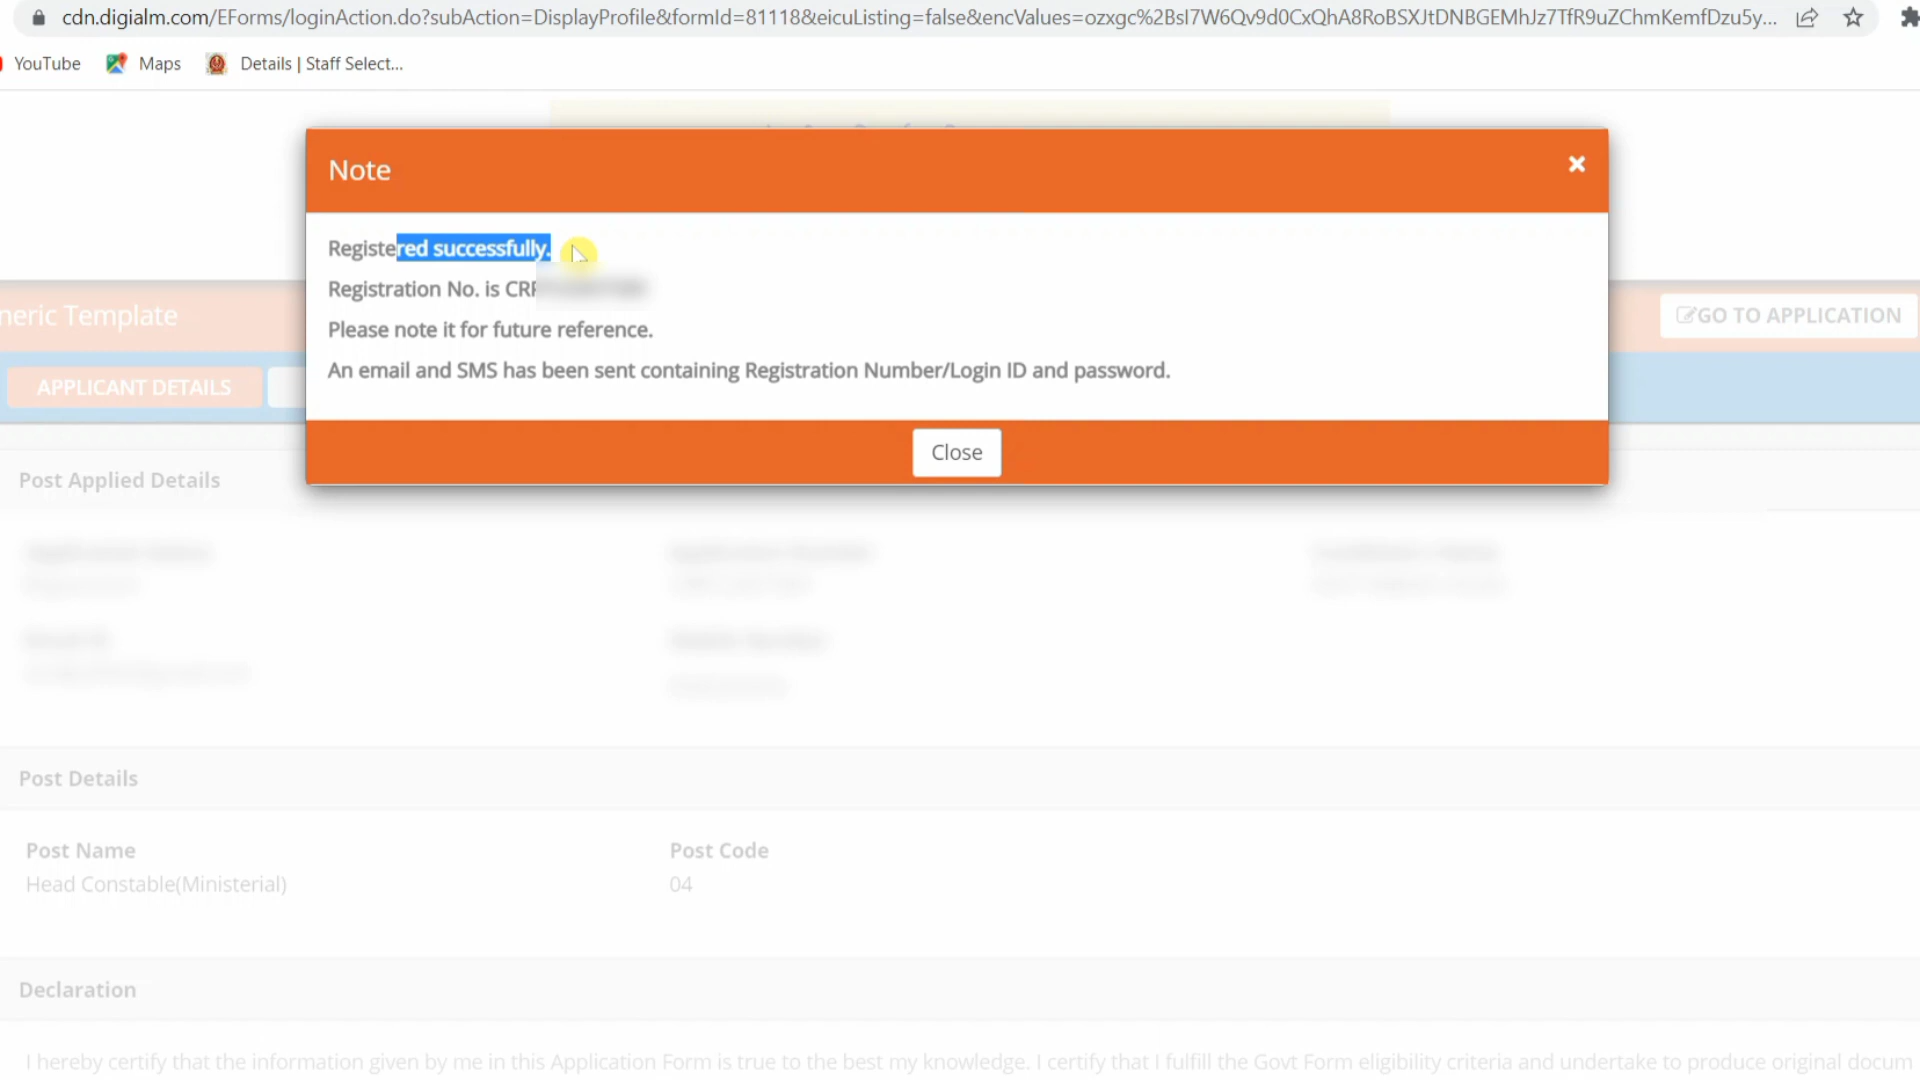 cdn.digialm.com/EForms/loginAction.do?subAction=DisplayProfile&formId=81118&eicuListing=false&encValues=ozxgc%2BsI7W6Qv9d0CxQhA8RoBSXJtDNBGEMhJz7TfR9uZChmKemfDzu5y...
YouTube Maps Details | Staff Select...
Note
Registered successfully.
Registration No. is
Please note it for future reference.
An email and SMS has been sent containing Registration Number/Login ID and password.
Close
neric Template
GO TO APPLICATION
APPLICANT DETAILS
Post Applied Details
Post Details
Post Name Post Code
Head Constable(Ministerial) 04
Declaration
I hereby certify that the information given by me in this Application Form is true to the best my knowledge. I certify that I fulfill the Govt Form eligibility criteria and undertake to produce original docum